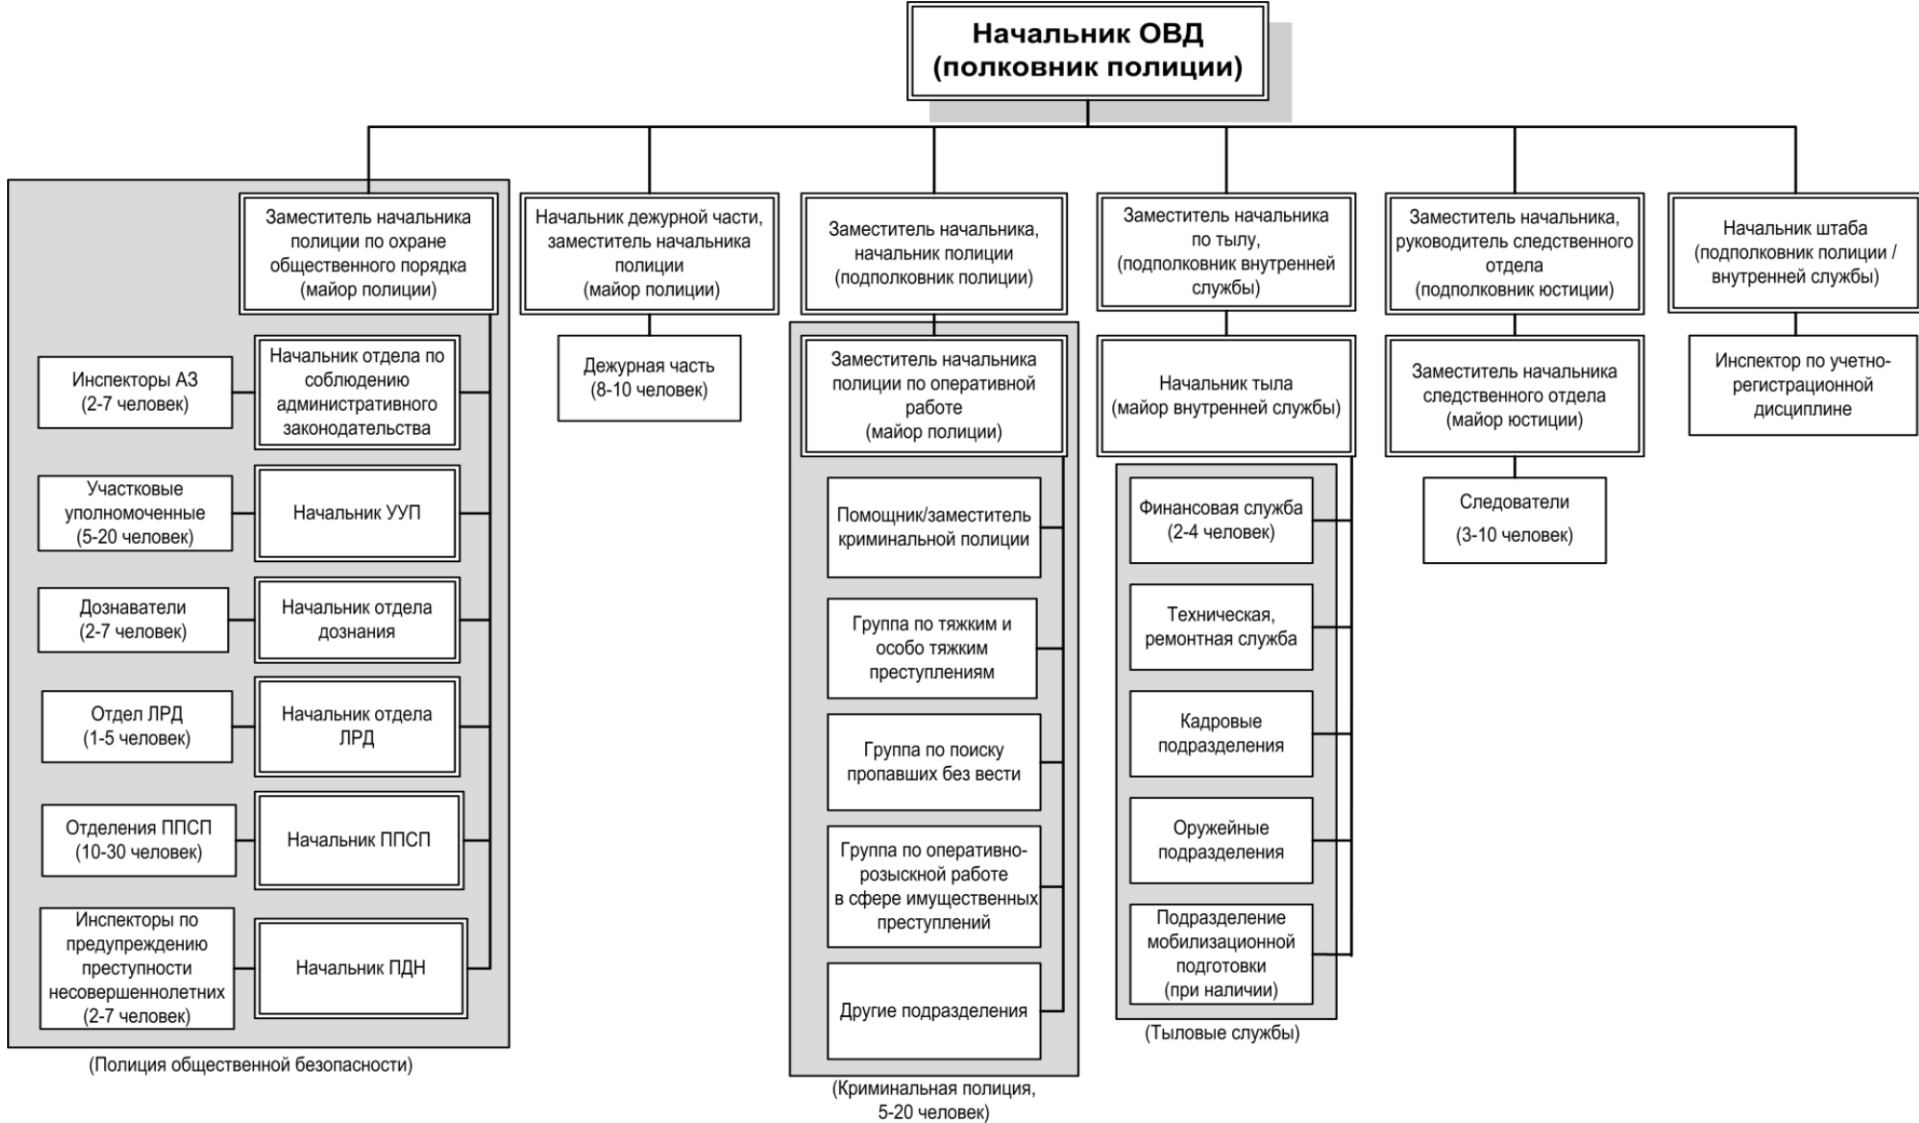 Начальник ОВД
(полковник полиции)
Заместитель начальника
полиции по охране
общественного порядка
(майор полиции)
Начальник дежурной части,
заместитель начальника
полиции
(майор полиции)
Заместитель начальника,
начальник полиции
(подполковник полиции)
Заместитель начальника
по тылу,
(подполковник внутренней
службы)
Заместитель начальника,
руководитель следственного
отдела
(подполковник юстиции)
Начальник штаба
(подполковник полиции /
внутренней службы)
Инспекторы АЗ
(2-7 человек)
Начальник отдела по
соблюдению
административного
законодательства
Участковые
уполномоченные
(5-20 человек)
Начальник УУП
Дознаватели
(2-7 человек)
Начальник отдела
дознания
Отдел ЛРД
(1-5 человек)
Начальник отдела
ЛРД
Отделения ППСП
(10-30 человек)
Начальник ППСП
Инспекторы по
предупреждению
преступности
несовершеннолетних
(2-7 человек)
Начальник ПДН
(Полиция общественной безопасности)
Дежурная часть
(8-10 человек)
Заместитель начальника
полиции по оперативной
работе
(майор полиции)
Помощник/заместитель
криминальной полиции
Группа по тяжким и
особо тяжким
преступлениям
Группа по поиску
пропавших без вести
Группа по оперативно-
розыскной работе
в сфере имущественных
преступлений
Другие подразделения
(Криминальная полиция,
5-20 человек)
Начальник тыла
(майор внутренней службы)
Финансовая служба
(2-4 человек)
Техническая,
ремонтная служба
Кадровые
подразделения
Оружейные
подразделения
Подразделение
мобилизационной
подготовки
(при наличии)
(Тыловые службы)
Заместитель начальника
следственного отдела
(майор юстиции)
Следователи
(3-10 человек)
Инспектор по учетно-
регистрационной
дисциплине